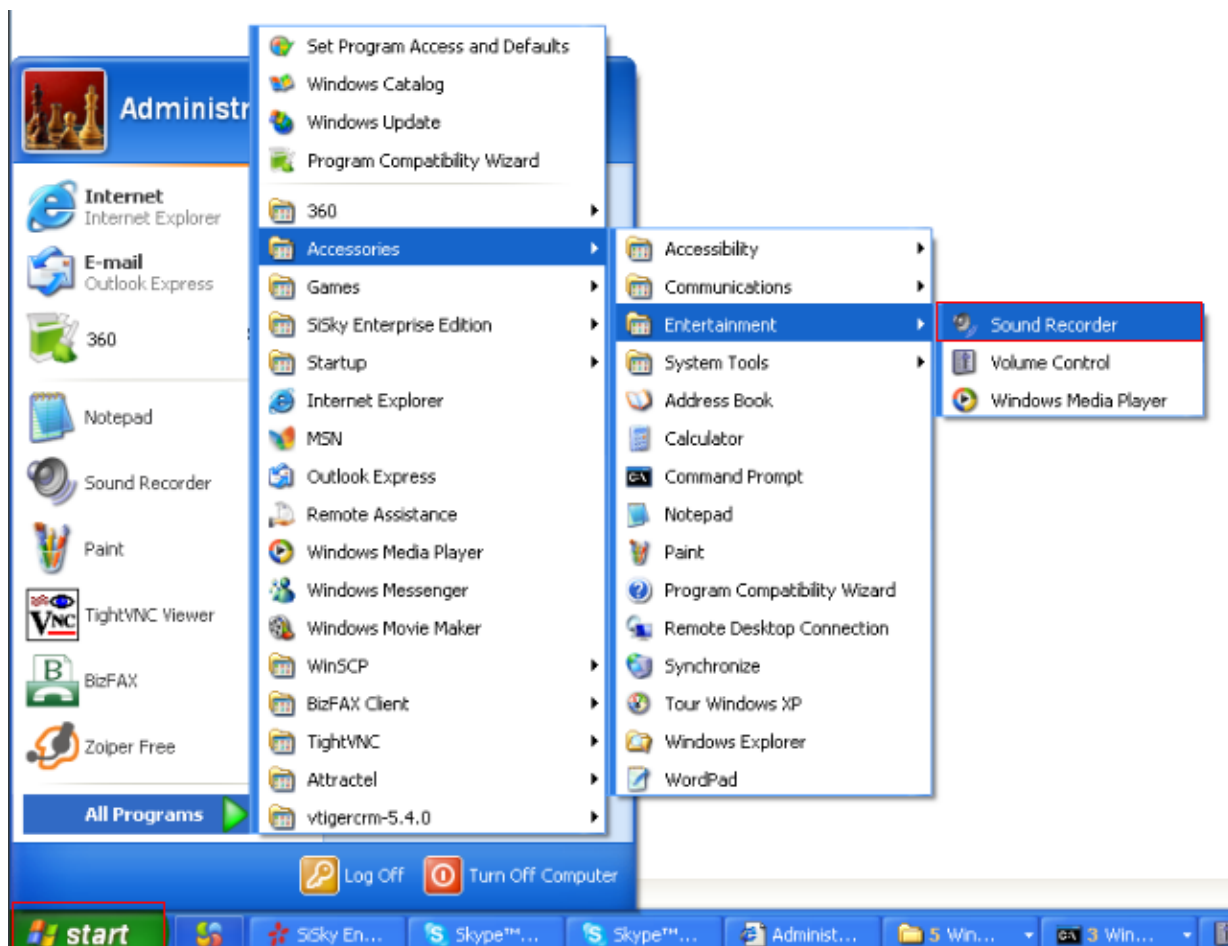 Administr
Internet
Internet Explorer
E-mail
Outlook Express
360
Notepad
Sound Recorder
Paint
TightVNC Viewer
BizFAX
Zoiper Free
All Programs
Set Program Access and Defaults
Windows Catalog
Windows Update
Program Compatibility Wizard
360
Accessories
Games
SiSky Enterprise Edition
Startup
Internet Explorer
MSN
Outlook Express
Remote Assistance
Windows Media Player
Windows Messenger
Windows Movie Maker
WinSCP
BizFAX Client
TightVNC
Attractel
vtigercrm-5.4.0
Accessibility
Communications
Entertainment
System Tools
Address Book
Calculator
Command Prompt
Notepad
Paint
Program Compatibility Wizard
Remote Desktop Connection
Synchronize
Tour Windows XP
Windows Explorer
WordPad
Sound Recorder
Volume Control
Windows Media Player
Log Off
Turn Off Computer
start
SiSky En...
Skype™...
Skype™...
Administ...
5 Win...
3 Win...